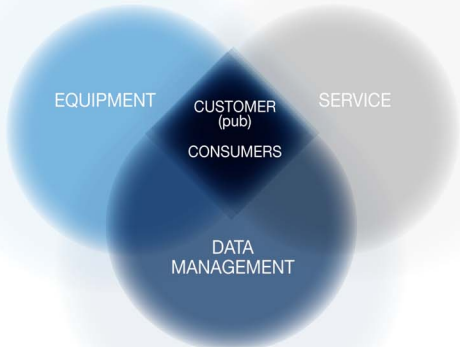 EQUIPMENT
CUSTOMER
(pub)
CONSUMERS
SERVICE
DATA
MANAGEMENT